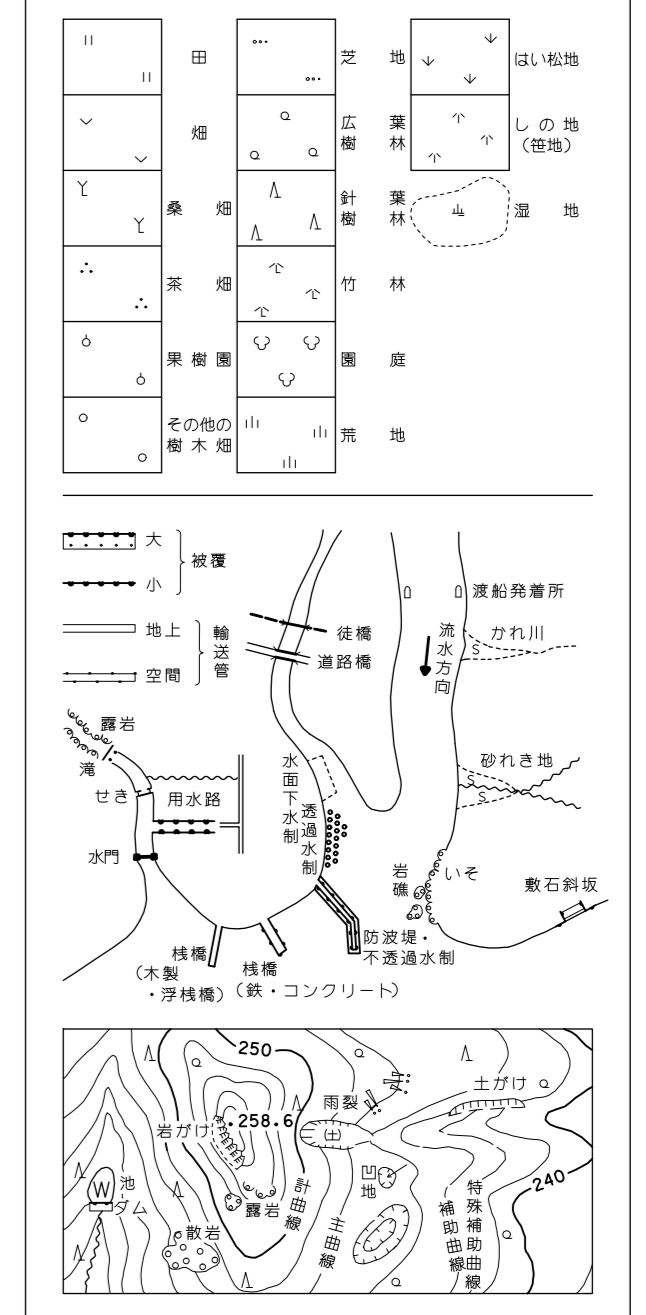 田
芝地
はい松地
畑
広葉
樹林
しの地
(笹地)
桑畑
針葉
樹林
湿地
茶畑
竹林
果樹園
園庭
その他の
樹木畑
荒地
大
小
被覆
地上
空間
輸送管
徒橋
道路橋
渡船発着所
流水方向
かれ川
S
露岩
滝
せき
用水路
水門
水面下水制
透過水制
砂れき地
S
S
岩礁
いそ
敷石斜坂
防波堤・
不透過水制
桟橋
(木製
・浮桟橋)
桟橋
(鉄・コンクリート)
250
土がけ
雨裂
岩がけ
.258.6
(土)
凹地
240
W
池
ダム
散岩
露岩
計曲線
主曲線
補助曲線
特殊補助曲線